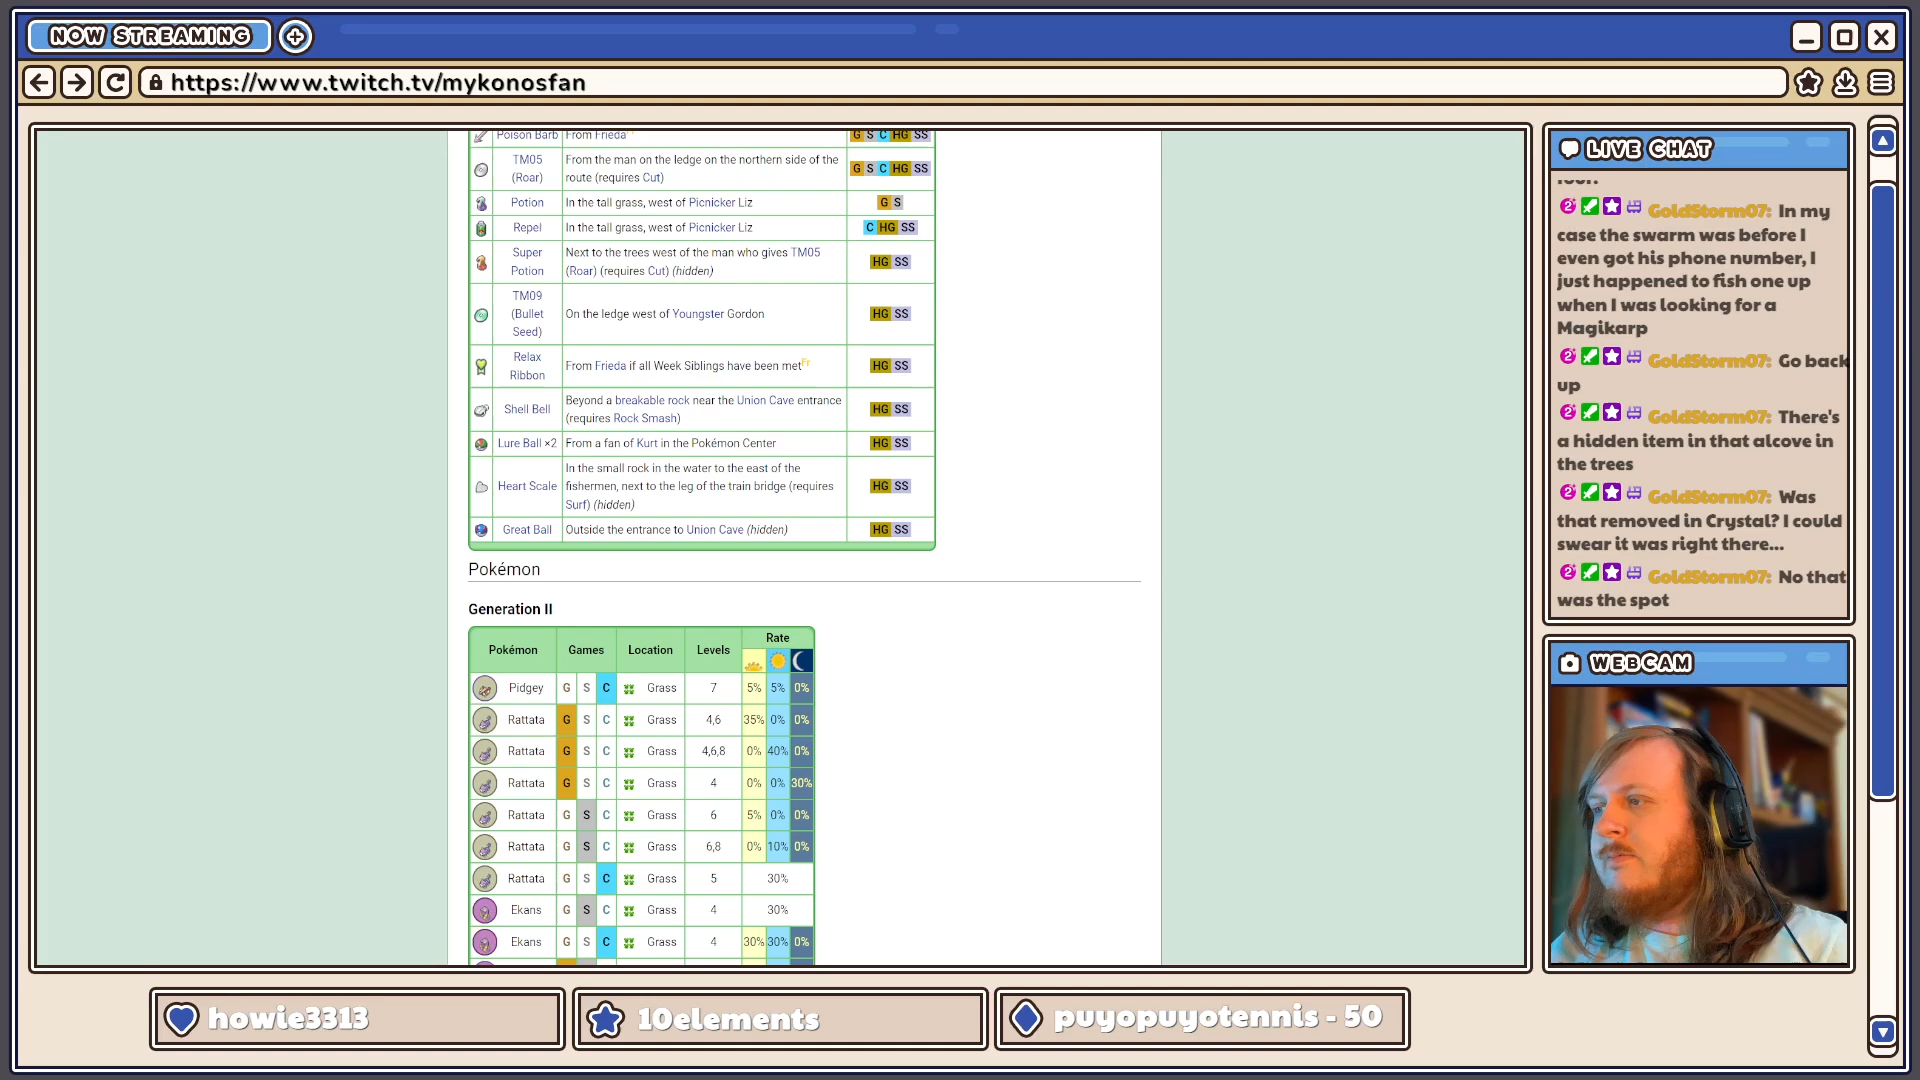 NOW STREAMING
https://www.twitch.tv/mykonosfan
Poison Barb From Frieda G S C HG SS
TM05 (Roar) From the man on the ledge on the northern side of the
route (requires Cut) G S C HG SS
Potion In the tall grass, west of Picnicker Liz G S
Repel In the tall grass, west of Picnicker Liz C HG SS
Super Potion Next to the trees west of the man who gives TM05
(Roar) (requires Cut) (hidden) HG SS
TM09 (Bullet Seed) On the ledge west of Youngster Gordon HG SS
Relax Ribbon From Frieda if all Week Siblings have been met Fr HG SS
Shell Bell Beyond a breakable rock near the Union Cave entrance
(requires Rock Smash) HG SS
Lure Ball ×2 From a fan of Kurt in the Pokémon Center HG SS
Heart Scale In the small rock in the water to the east of the
fishermen, next to the leg of the train bridge (requires
Surf) (hidden) HG SS
Great Ball Outside the entrance to Union Cave (hidden) HG SS
Pokémon
Generation II
Pokémon Games Location Levels Rate
Pidgey G S C Grass 7 5% 5% 0%
Rattata G S C Grass 4,6 35% 0% 0%
Rattata G S C Grass 4,6,8 0% 40% 0%
Rattata G S C Grass 4 0% 0% 30%
Rattata G S C Grass 6 5% 0% 0%
Rattata G S C Grass 6,8 0% 10% 0%
Rattata G S C Grass 5 30%
Ekans G S C Grass 4 30%
Ekans G S C Grass 4 30% 30% 0%
LIVE CHAT
GoldStorm07: In my
case the swarm was before I
even got his phone number, I
just happened to fish one up
when I was looking for a
Magikarp
GoldStorm07: Go back
up
GoldStorm07: There's
a hidden item in that alcove in
the trees
GoldStorm07: Was
that removed in Crystal? I could
swear it was right there...
GoldStorm07: No that
was the spot
WEBCAM
howie3313
10elements
puyopuyotennis - 50